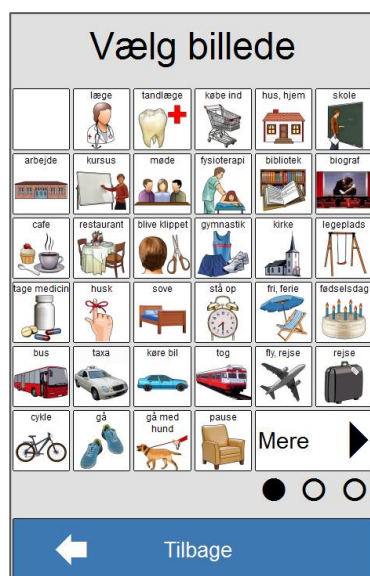 Vælg billede
læge tandlæge købe ind hus, hjem skole
arbejde kursus møde fysioterapi bibliotek biograf
cafe restaurant blive klippet gymnastik kirke legeplads
tage medicin husk sove stå op fri, ferie fødselsdag
bus taxa køre bil tog fly, rejse rejse
cykle gå gå med hund pause Mere
Tilbage